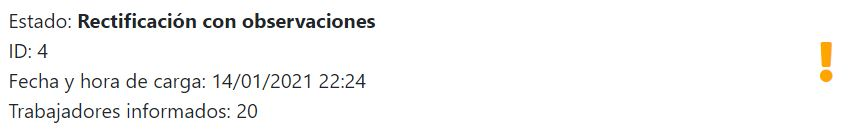 Estado: Rectificación con observaciones
ID: 4
Fecha y hora de carga: 14/01/2021 22:24
Trabajadores informados: 20